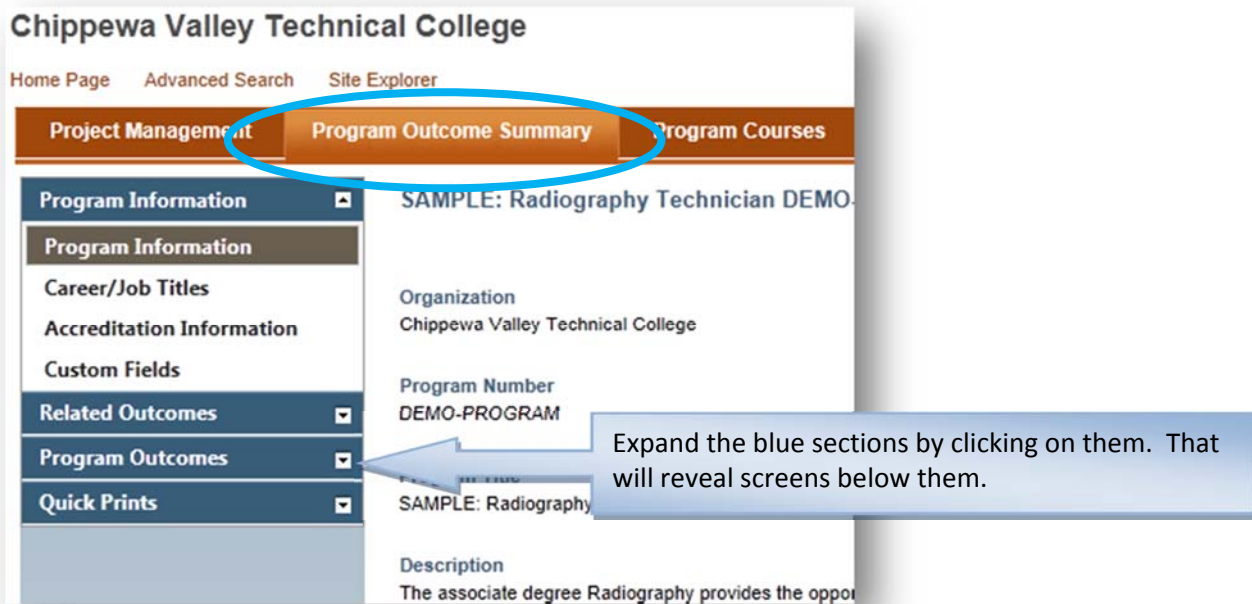 Chippewa Valley Technical College
Home Page Advanced Search Site Explorer
Project Management Program Outcome Summary Program Courses
Program Information
Program Information
Career/Job Titles
Accreditation Information
Custom Fields
Related Outcomes
Program Outcomes
Quick Prints
SAMPLE: Radiography Technician DEMO-
Organization
Chippewa Valley Technical College
Program Number
DEMO-PROGRAM
SAMPLE: Radiography
Description
The associate degree Radiography provides the
Expand the blue sections by clicking on them. That
will reveal screens below them.